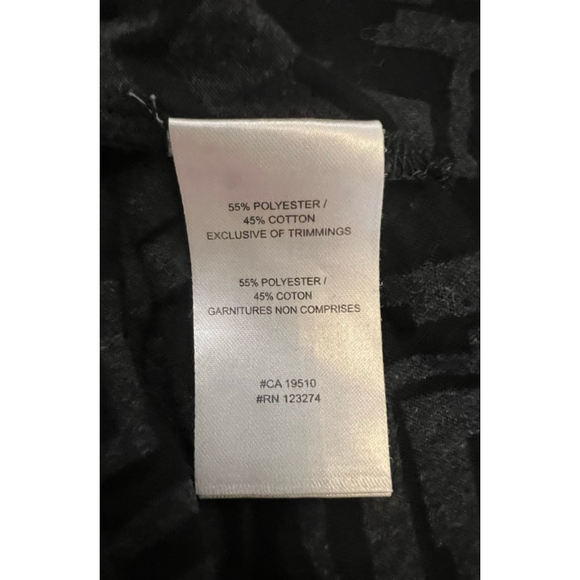 55% POLYESTER /
45% COTTON
EXCLUSIVE OF TRIMMINGS
55% POLYESTER /
45% COTON
GARNITURES NON COMPRISES
#CA 19510
#RN 123274